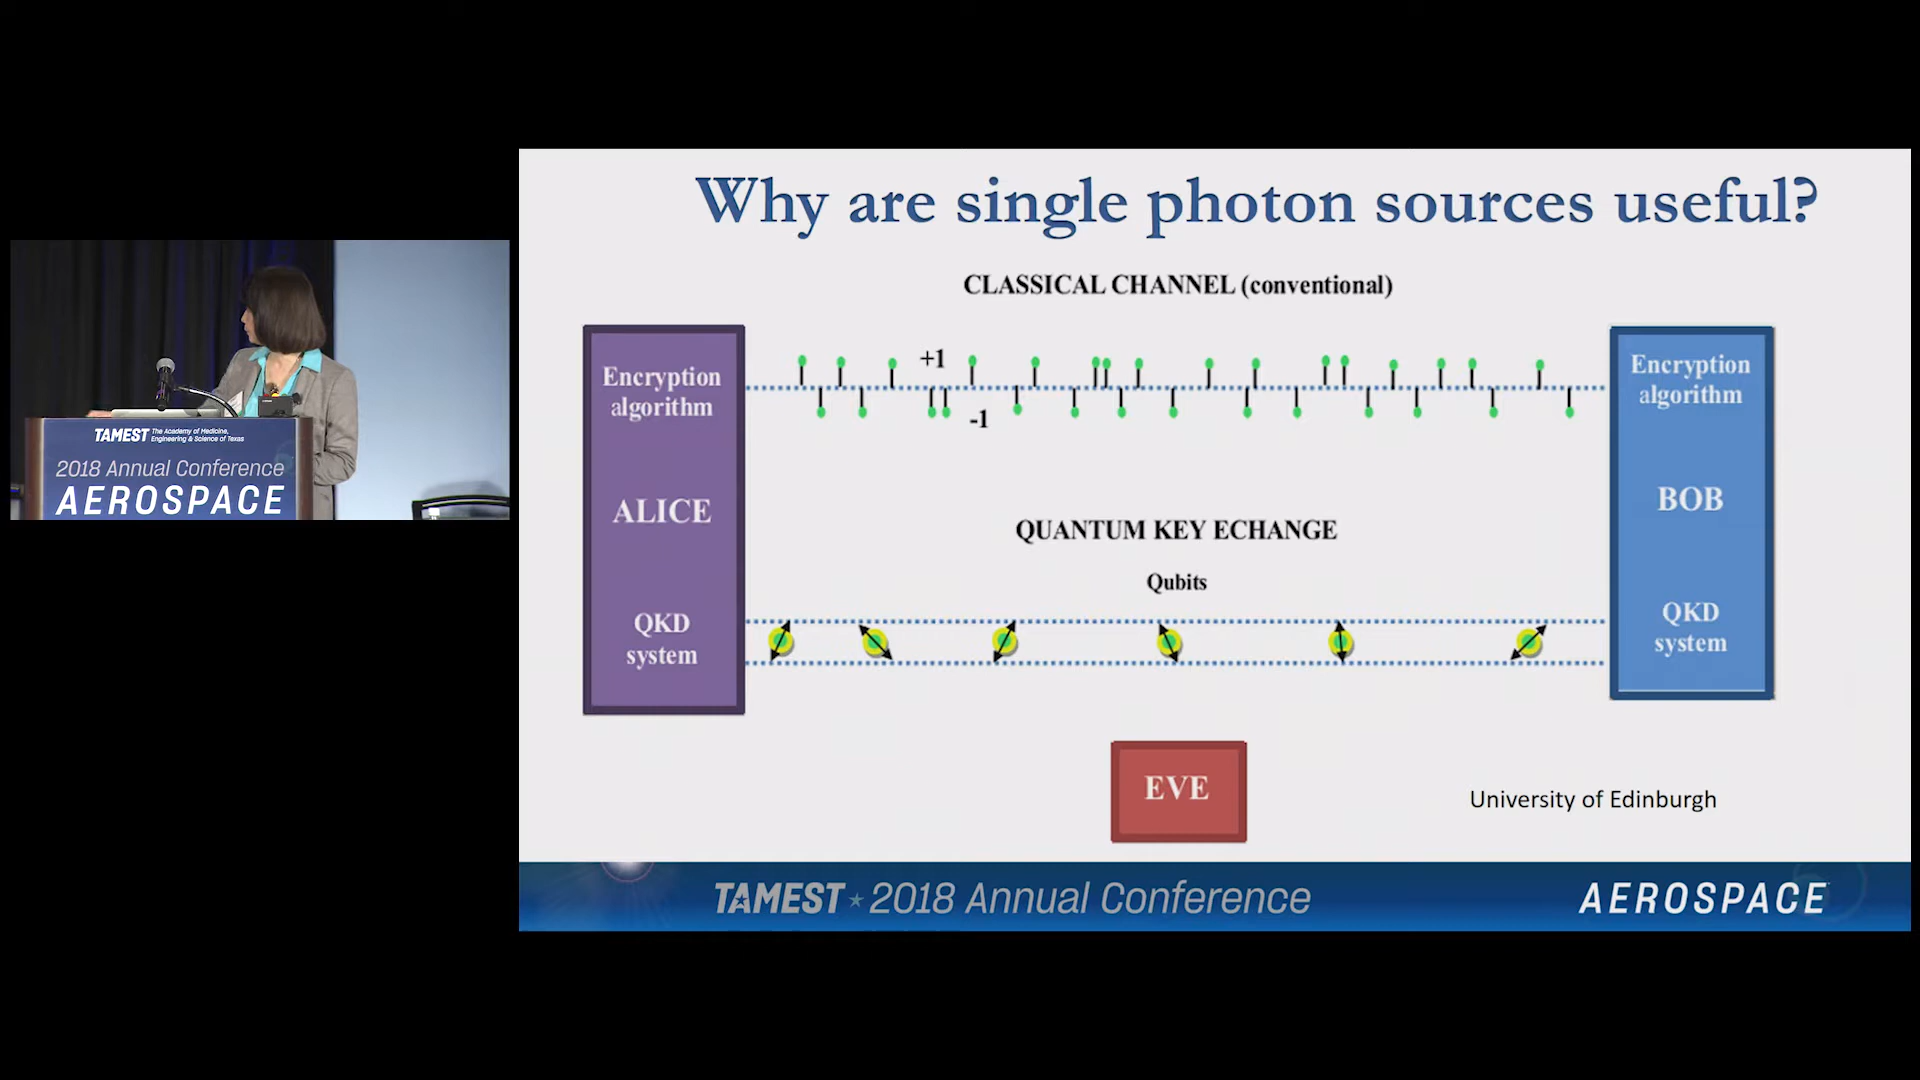 Why are single photon sources useful?
CLASSICAL CHANNEL (conventional)
+1
-1
Encryption
algorithm
ALICE
QKD
system
Encryption
algorithm
BOB
QKD
system
QUANTUM KEY ECHANGE
Qubits
EVE
University of Edinburgh
TAMEST ★ 2018 Annual Conference
AEROSPACE
TAMEST The Academy of Medicine,
Engineering & Science of Texas
2018 Annual Conference
AEROSPACE